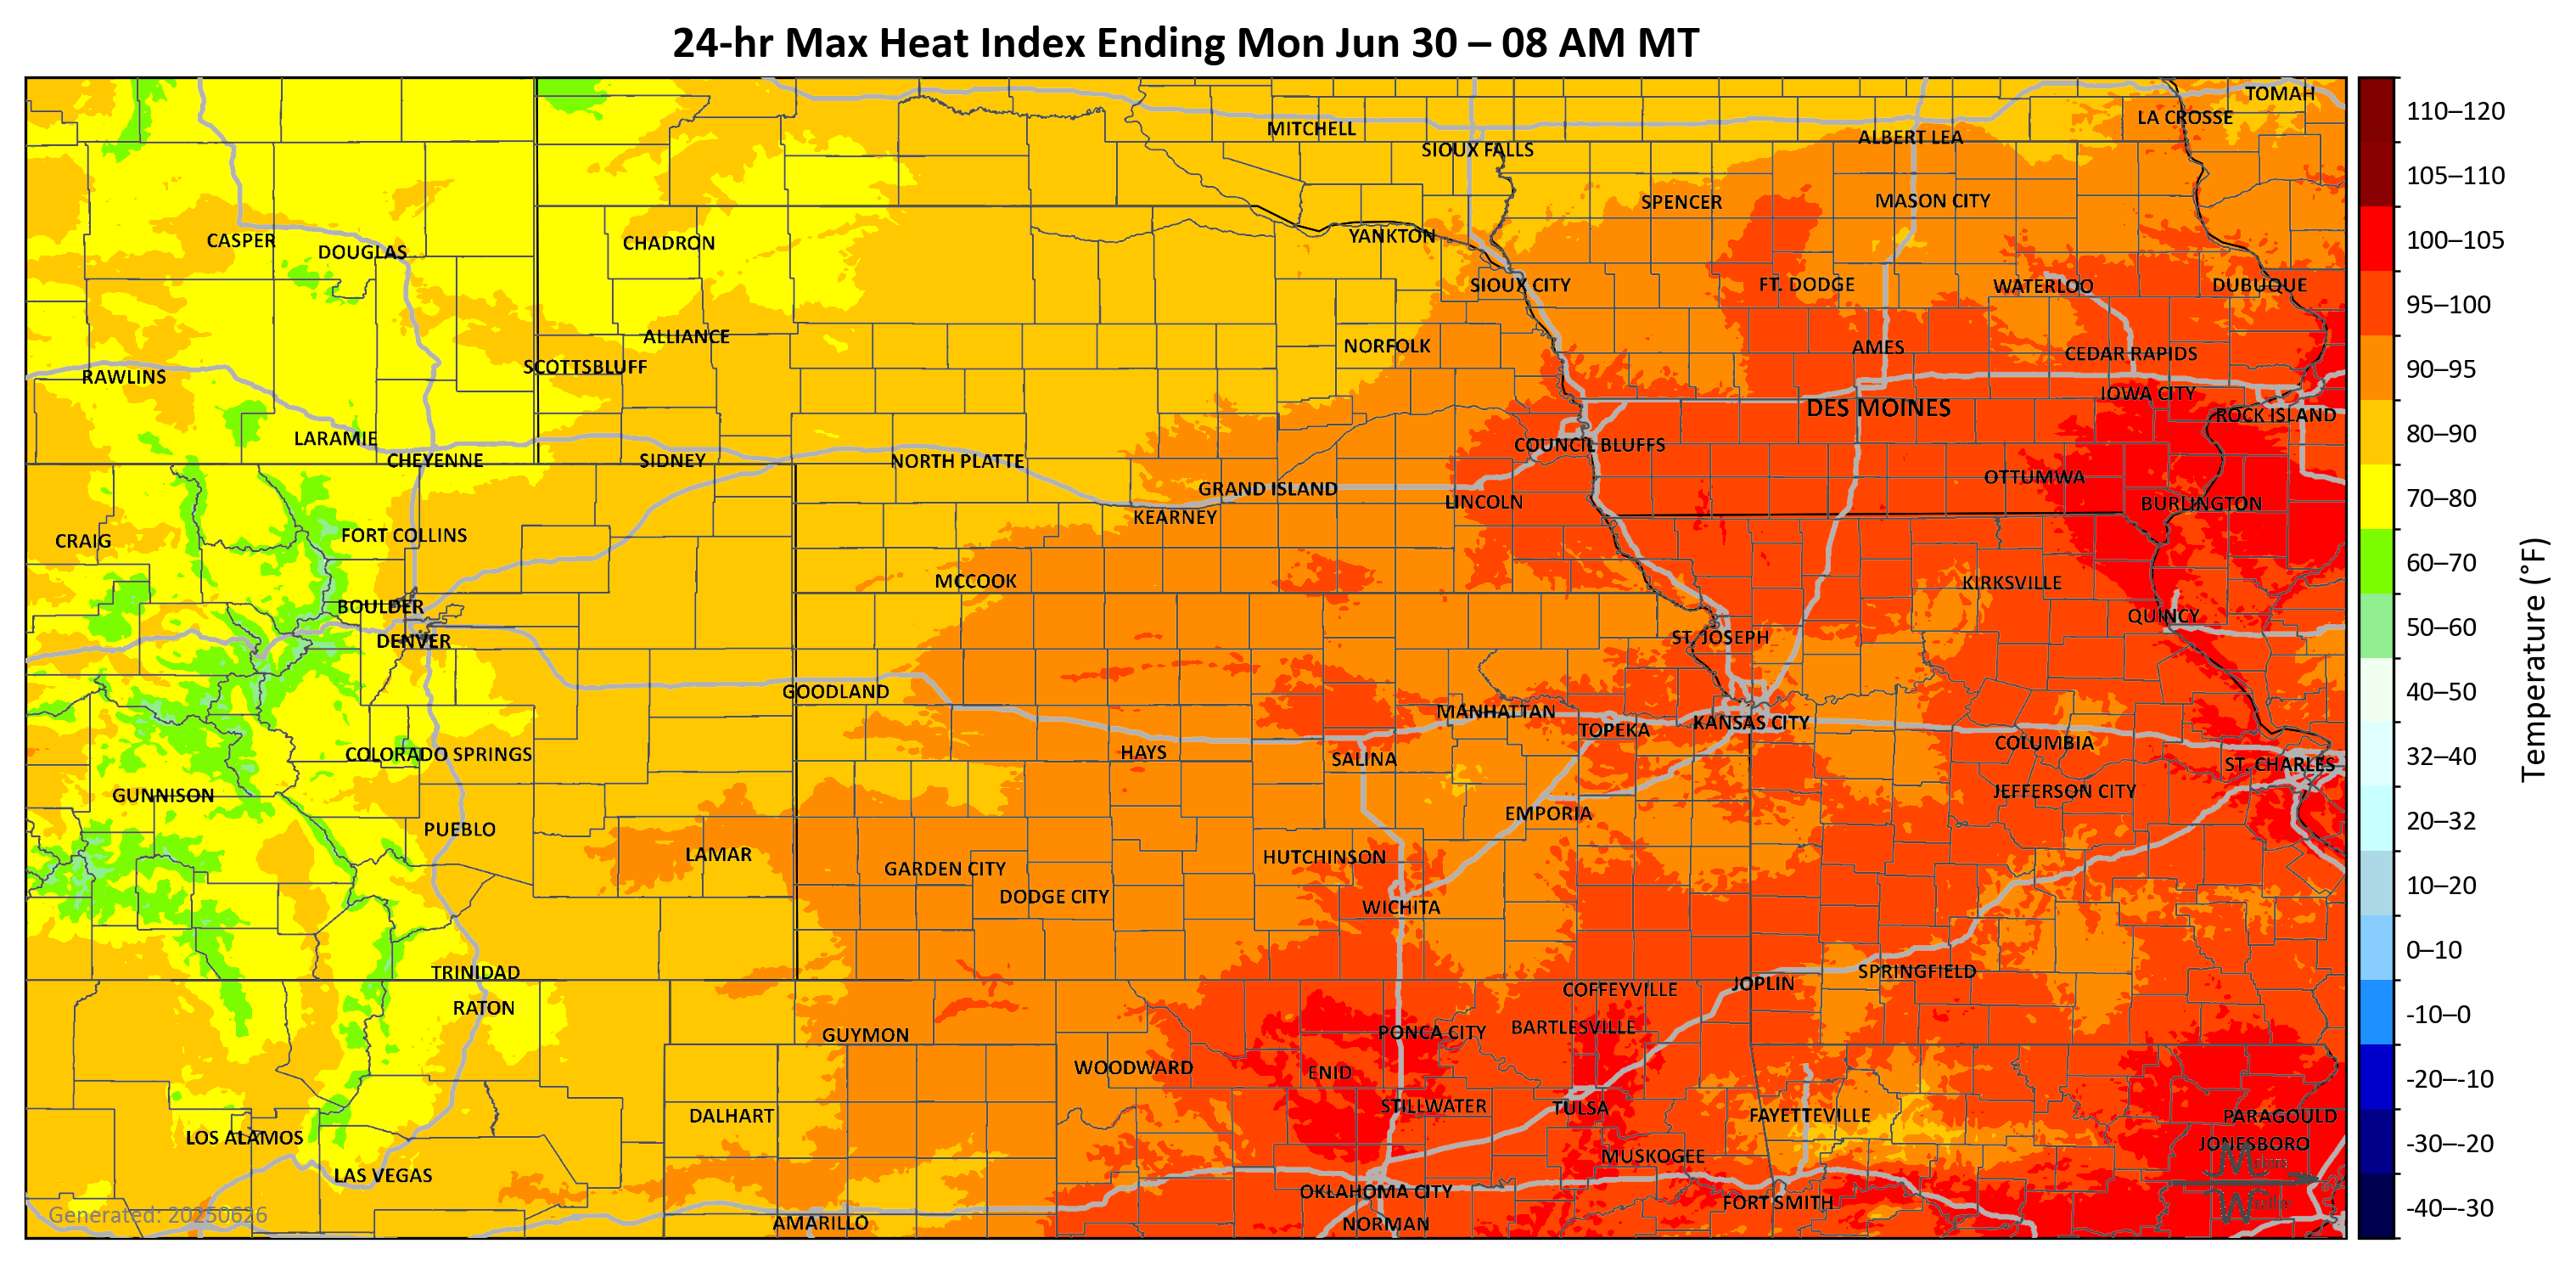 24-hr Max Heat Index Ending Mon Jun 30 – 08 AM MT
TOMAH
LA CROSSE
MITCHELL
ALBERT LEA
SIOUX FALLS
SPENCER
MASON CITY
YANKTON
CASPER
DOUGLAS
CHADRON
SIOUX CITY
FT. DODGE
WATERLOO
DUBUQUE
ALLIANCE
NORFOLK
AMES
CEDAR RAPIDS
SCOTTSBLUFF
RAWLINS
IOWA CITY
DES MOINES
ROCK ISLAND
LARAMIE
COUNCIL BLUFFS
CHEYENNE
SIDNEY
NORTH PLATTE
OTTUMWA
GRAND ISLAND
LINCOLN
BURLINGTON
KEARNEY
CRAIG
FORT COLLINS
MCCOOK
KIRKSVILLE
BOULDER
QUINCY
DENVER
ST. JOSEPH
GOODLAND
MANHATTAN
TOPEKA
KANSAS CITY
COLORADO SPRINGS
HAYS
SALINA
COLUMBIA
ST. CHARLES
GUNNISON
JEFFERSON CITY
EMPORIA
PUEBLO
LAMAR
HUTCHINSON
GARDEN CITY
DODGE CITY
WICHITA
TRINIDAD
SPRINGFIELD
JOPLIN
COFFEYVILLE
RATON
GUYMON
PONCA CITY
BARTLESVILLE
WOODWARD
ENID
STILLWATER
TULSA
DALHART
FAYETTEVILLE
PARAGOULD
LOS ALAMOS
JONESBORO
MUSKOGEE
LAS VEGAS
OKLAHOMA CITY
FORT SMITH
Generated: 20250626
AMARILLO
NORMAN
110–120
105–110
100–105
95–100
90–95
80–90
70–80
60–70
50–60
40–50
32–40
20–32
10–20
0–10
-10–0
-20–-10
-30–-20
-40–-30
Temperature (°F)